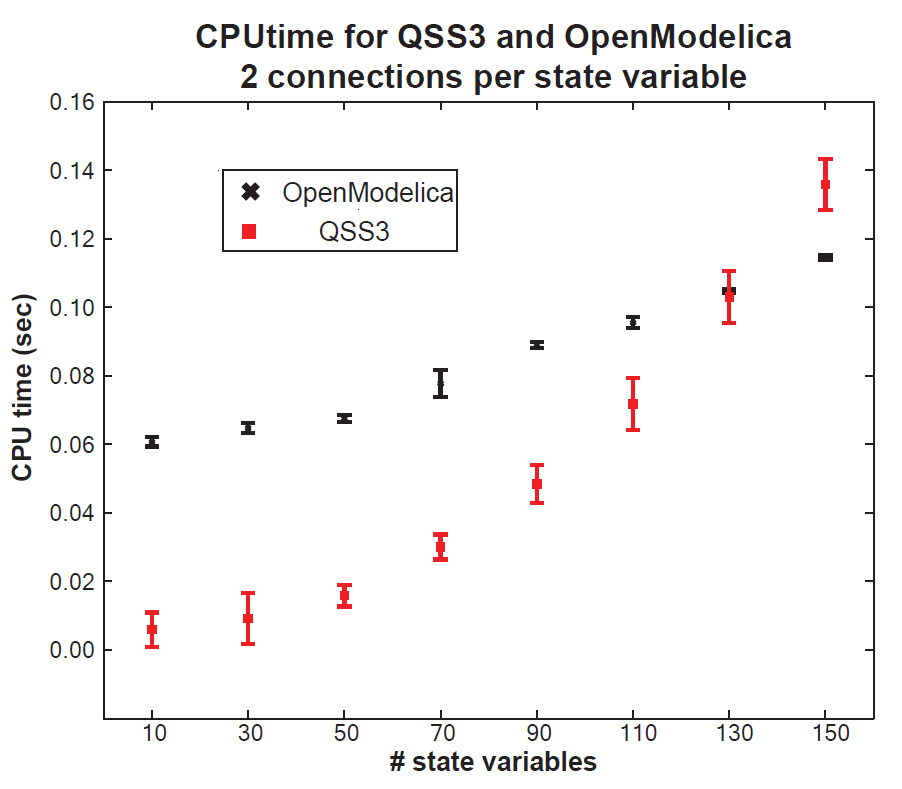 CPUtime for QSS3 and OpenModelica
2 connections per state variable
0.16
0.14
0.12
0.10
0.08
0.06
0.04
0.02
0.00
CPU time (sec)
OpenModelica
QSS3
10 30 50 70 90 110 130 150
# state variables